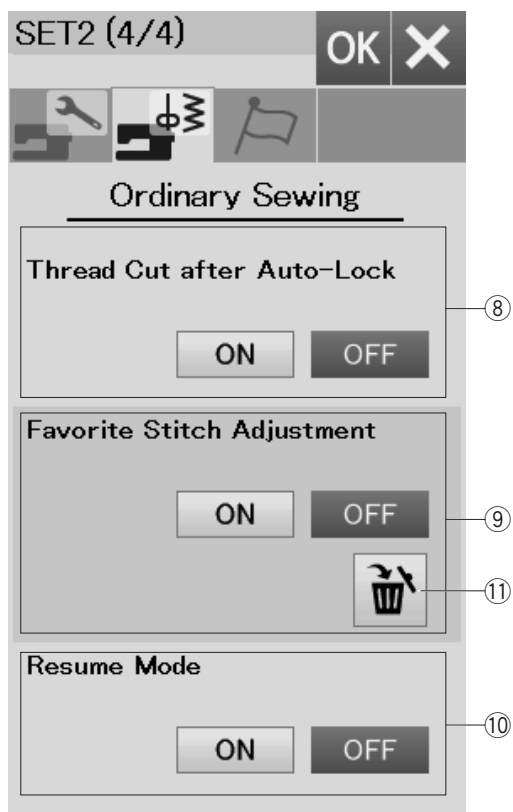 SET2 (4/4)
OK
Ordinary Sewing
Thread Cut after Auto-Lock
⑧
ON OFF
Favorite Stitch Adjustment
ON OFF
⑨
⑪
Resume Mode
⑩
ON OFF